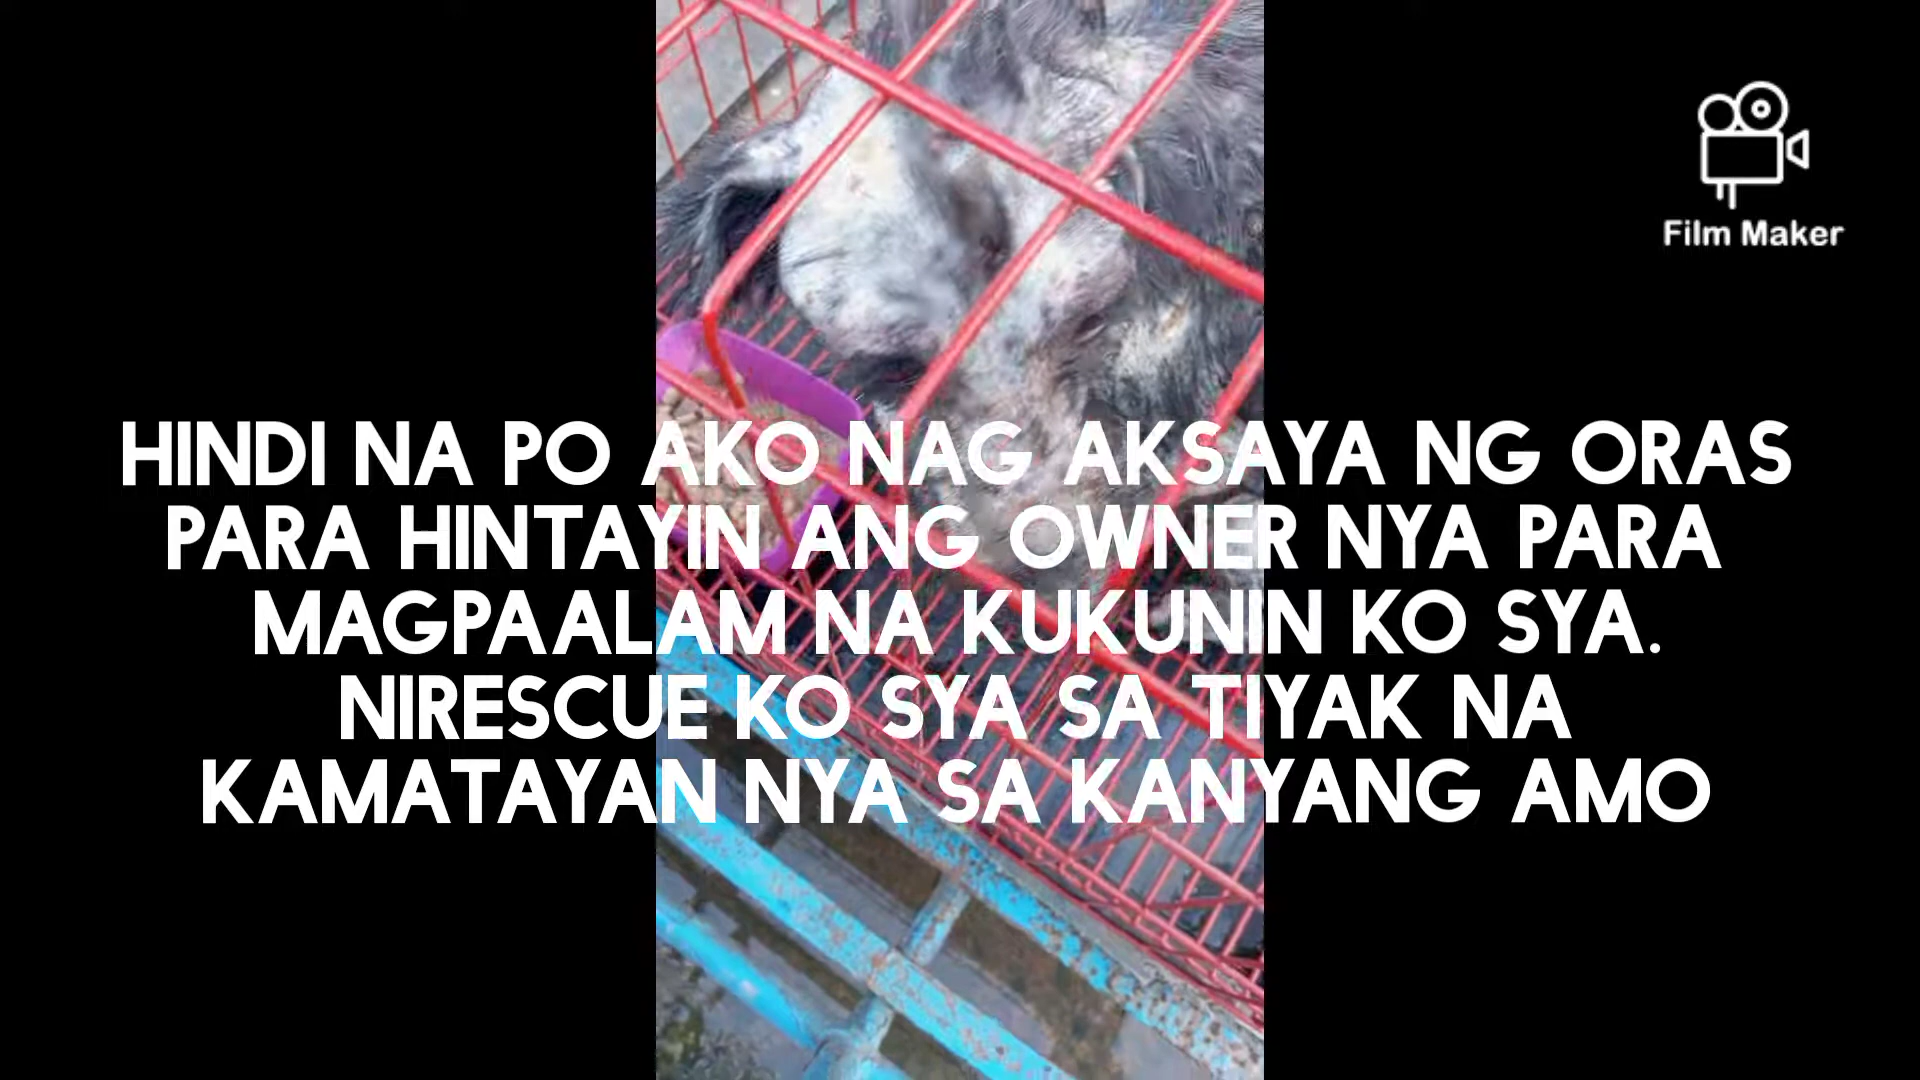 Film Maker
HINDI NA PO AKO NAG AKSAYA NG ORAS
PARA HINTAYIN ANG OWNER NYA PARA
MAGPAALAM NA KUKUNIN KO SYA.
NIRESCUE KO SYA SA TIYAK NA
KAMATAYAN NYA SA KANYANG AMO